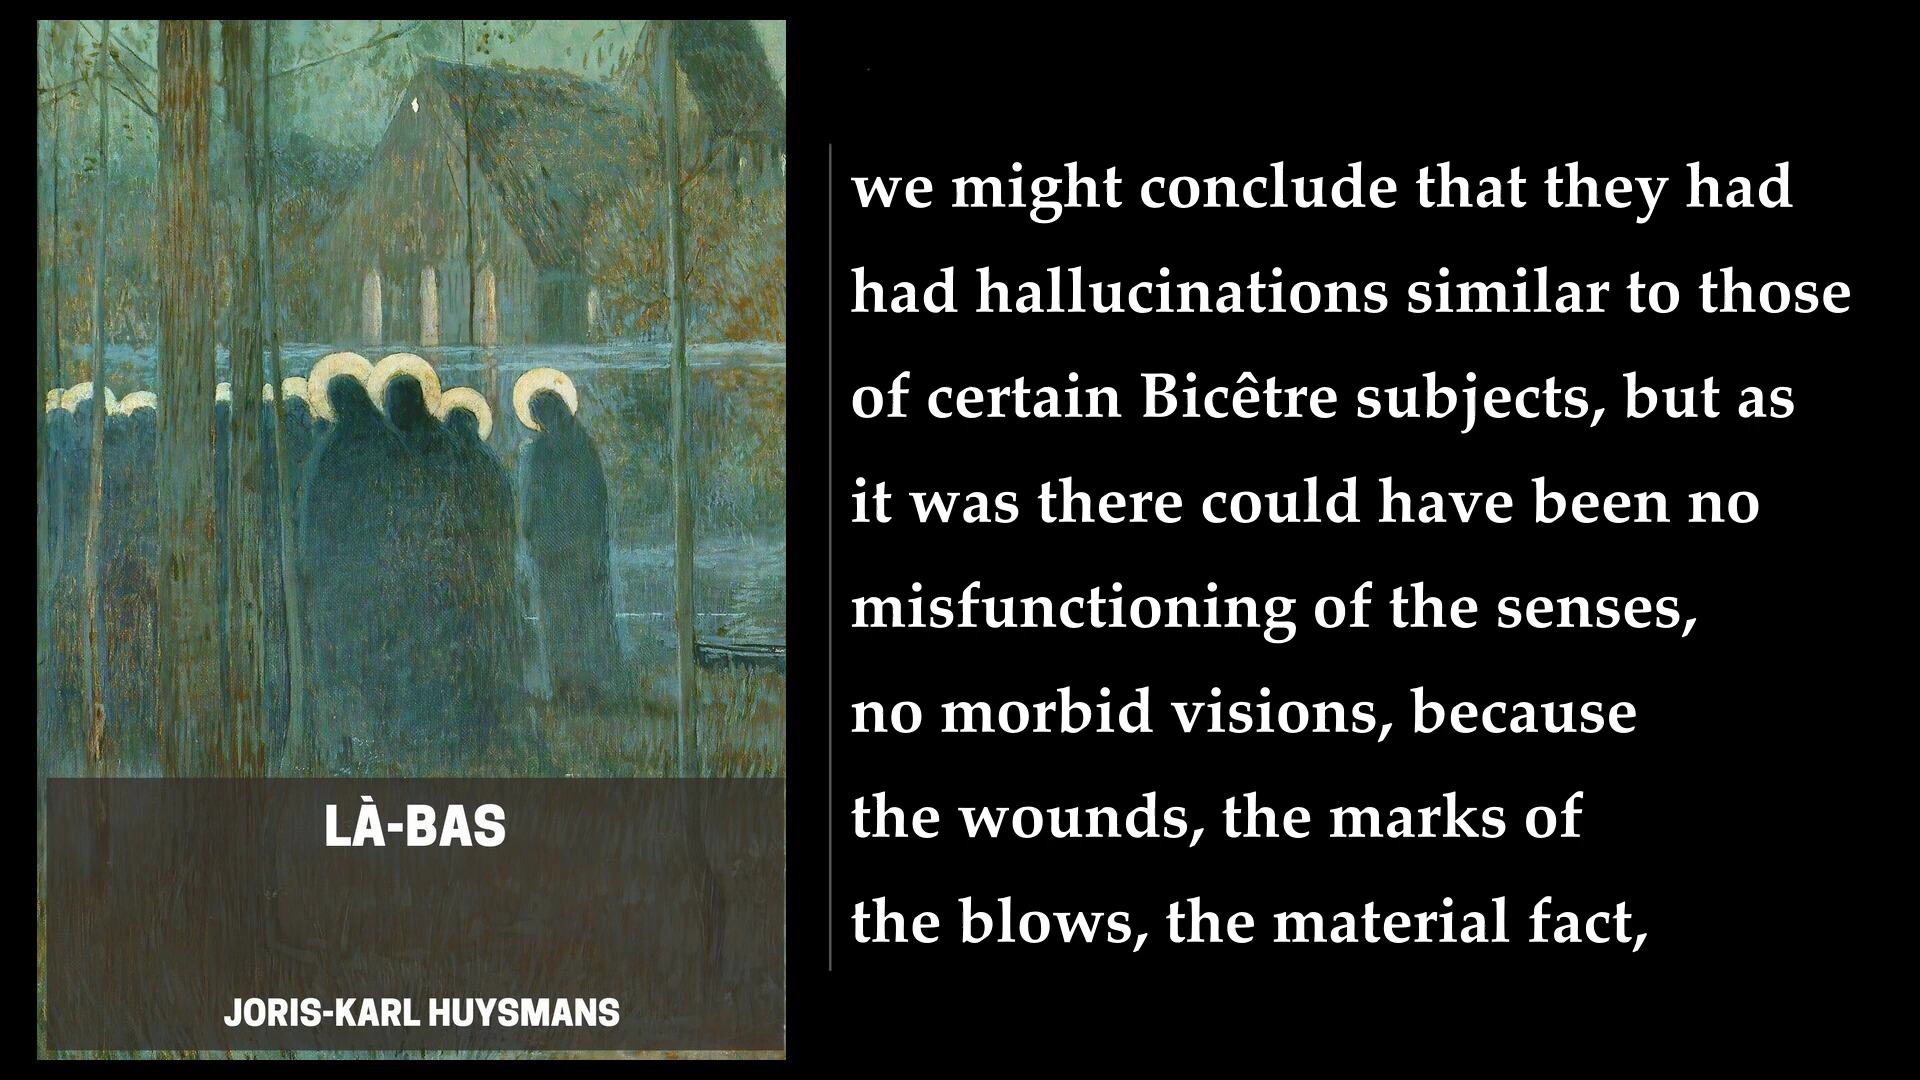 LÀ-BAS
JORIS-KARL HUYSMANS
we might conclude that they had
had hallucinations similar to those
of certain Bicêtre subjects, but as
it was there could have been no
misfunctioning of the senses,
no morbid visions, because
the wounds, the marks of
the blows, the material fact,